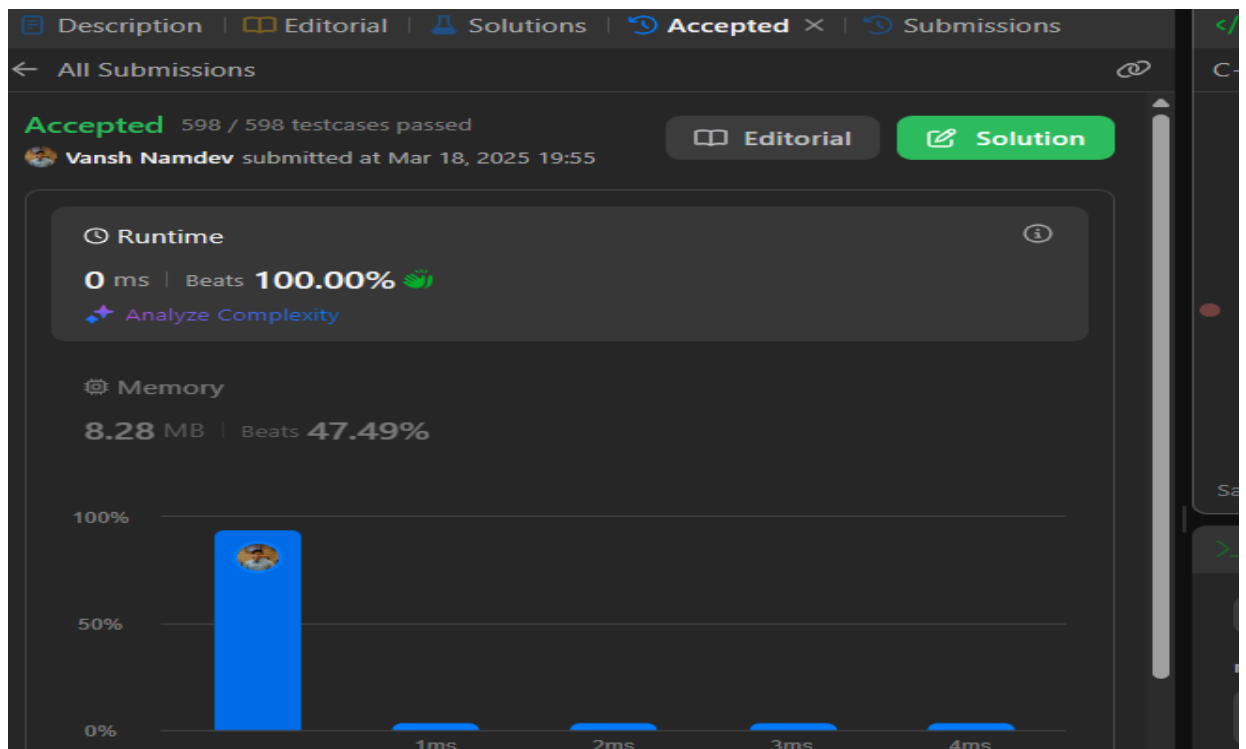 Description | Editorial | Solutions | Accepted × | Submissions
← All Submissions
Accepted 598 / 598 testcases passed
Editorial
Solution
Vansh Namdev submitted at Mar 18, 2025 19:55
Runtime
0 ms | Beats 100.00%
Analyze Complexity
Memory
8.28 MB | Beats 47.49%
100%
50%
0%
1ms 2ms 3ms 4ms
</
C-
Sa
>_